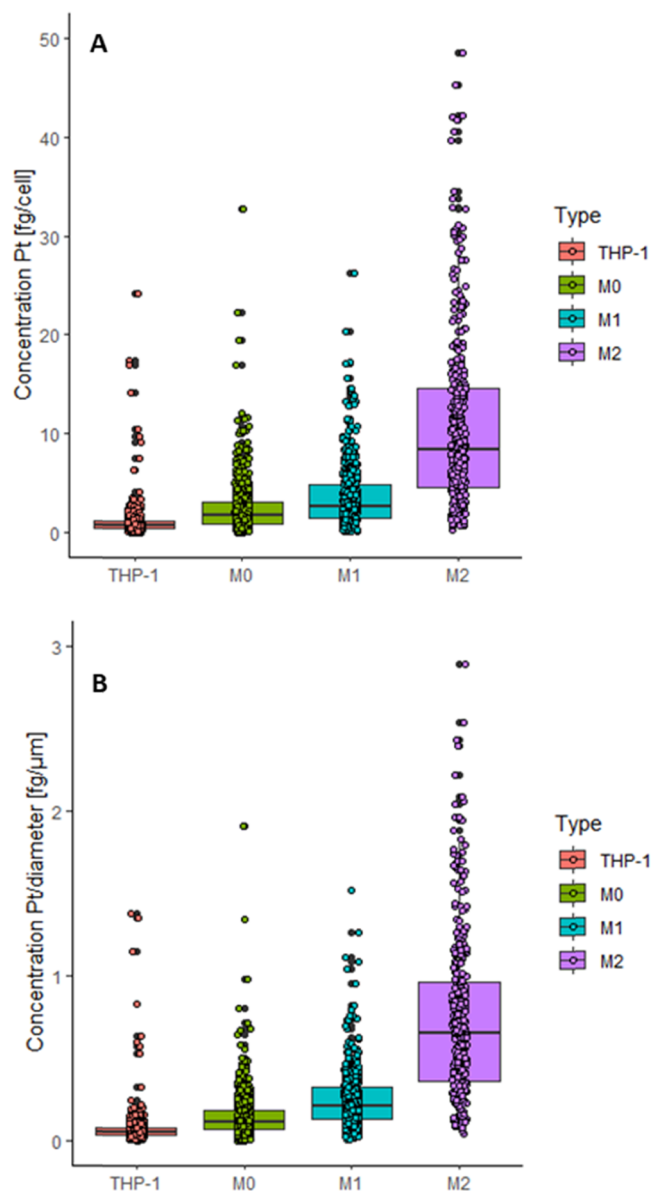 A
50
40
30
20
10
0
Concentration Pt [fg/cell]
THP-1 M0 M1 M2
Type
THP-1
M0
M1
M2
B
3
2
1
0
Concentration Pt/diameter [fg/µm]
THP-1 M0 M1 M2
Type
THP-1
M0
M1
M2